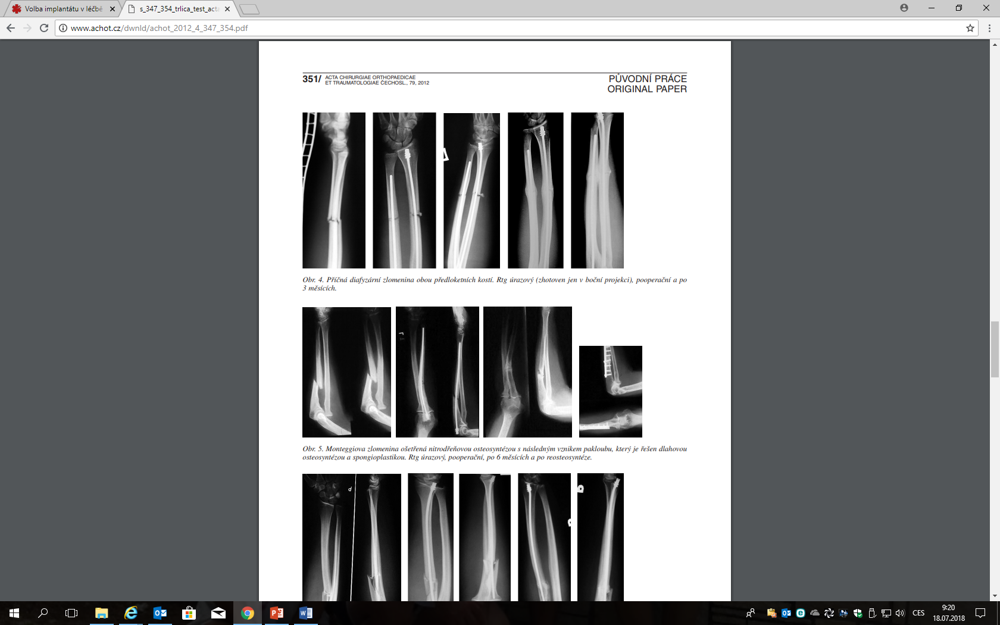 Volba implantátu v léčbě
s_347_354_trlica_test_acta
www.achot.cz/dwnld/achot_2012_4_347_354.pdf
351/ ACTA CHIRURGIAE ORTHOPAEDICAE
ET TRAUMATOLOGIAE ČECHOSL., 79, 2012
PŮVODNÍ PRÁCE
ORIGINAL PAPER
Obr. 4. Příčná diafyzární zlomenina obou předloketních kostí. Rtg úrazový (zhotoven jen v boční projekci), pooperační a po
3 měsících.
Obr. 5. Monteggiova zlomenina ošetřená nitrodřeňovou osteosyntézou s následným vznikem pakloubu, který je řešen dlahovou
osteosyntézou a spongioplastikou. Rtg úrazový, pooperační, po 6 měsících a po reosteosyntéze.
CES
9:20
18.07.2018